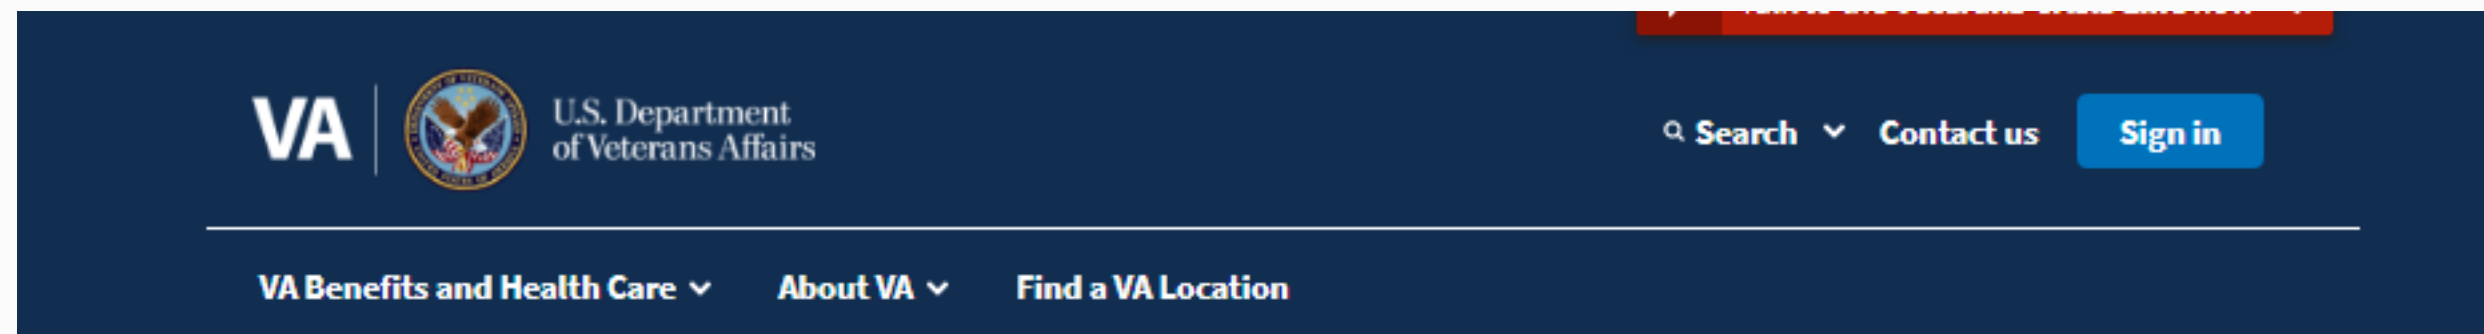 VA
U.S. Department
of Veterans Affairs
Search
Contact us
Sign in
VA Benefits and Health Care
About VA
Find a VA Location